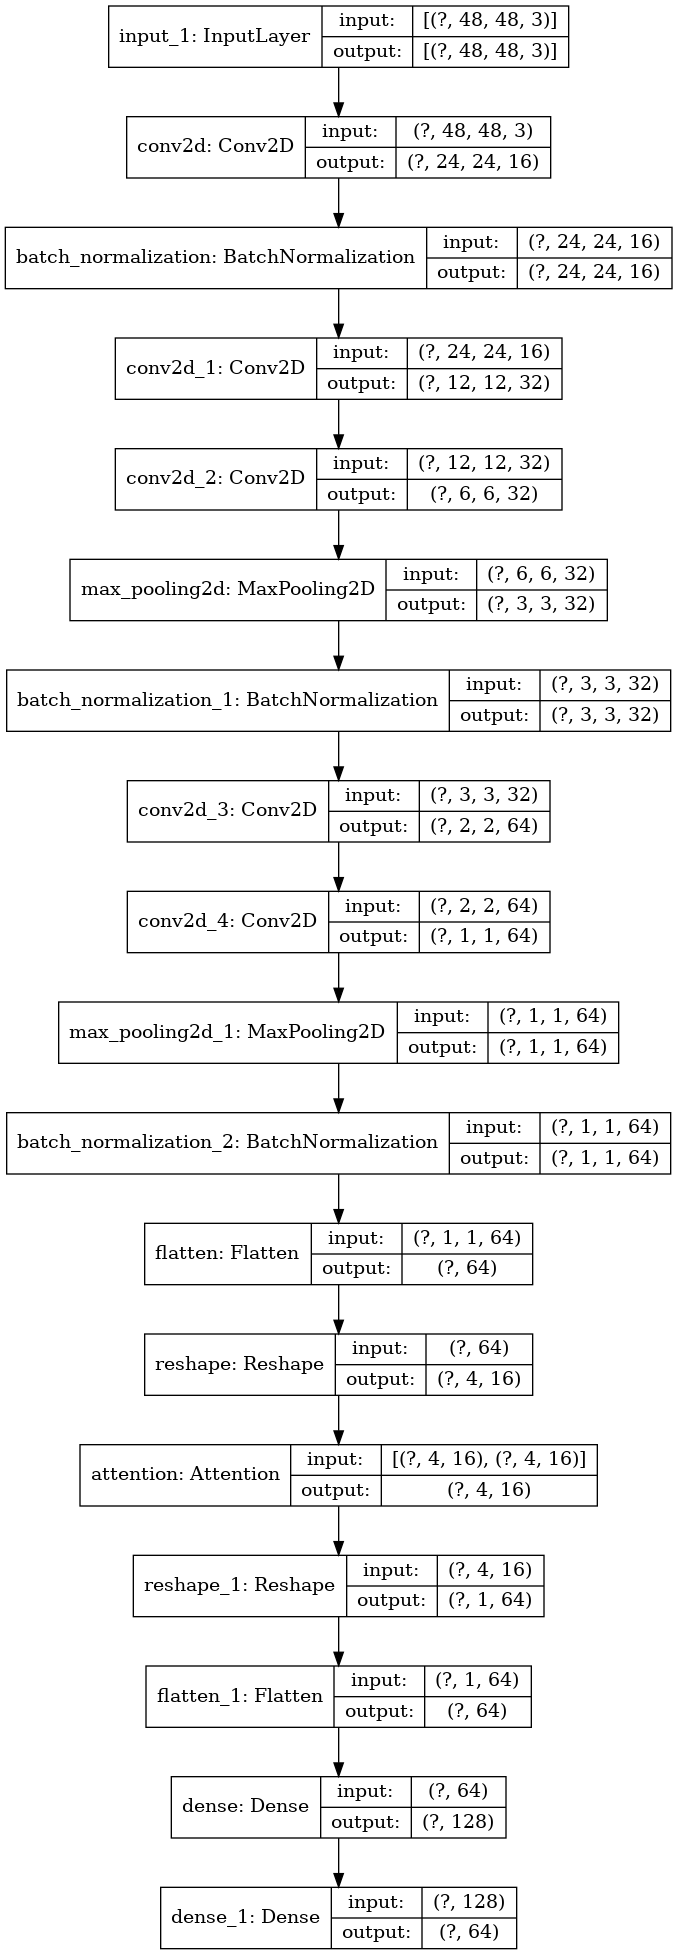 input_1: InputLayer
input: [(?, 48, 48, 3)]
output: [(?, 48, 48, 3)]
conv2d: Conv2D
input: (?, 48, 48, 3)
output: (?, 24, 24, 16)
batch_normalization: BatchNormalization
input: (?, 24, 24, 16)
output: (?, 24, 24, 16)
conv2d_1: Conv2D
input: (?, 24, 24, 16)
output: (?, 12, 12, 32)
conv2d_2: Conv2D
input: (?, 12, 12, 32)
output: (?, 6, 6, 32)
max_pooling2d: MaxPooling2D
input: (?, 6, 6, 32)
output: (?, 3, 3, 32)
batch_normalization_1: BatchNormalization
input: (?, 3, 3, 32)
output: (?, 3, 3, 32)
conv2d_3: Conv2D
input: (?, 3, 3, 32)
output: (?, 2, 2, 64)
conv2d_4: Conv2D
input: (?, 2, 2, 64)
output: (?, 1, 1, 64)
max_pooling2d_1: MaxPooling2D
input: (?, 1, 1, 64)
output: (?, 1, 1, 64)
batch_normalization_2: BatchNormalization
input: (?, 1, 1, 64)
output: (?, 1, 1, 64)
flatten: Flatten
input: (?, 1, 1, 64)
output: (?, 64)
reshape: Reshape
input: (?, 64)
output: (?, 4, 16)
attention: Attention
input: [(?, 4, 16), (?, 4, 16)]
output: (?, 4, 16)
reshape_1: Reshape
input: (?, 4, 16)
output: (?, 1, 64)
flatten_1: Flatten
input: (?, 1, 64)
output: (?, 64)
dense: Dense
input: (?, 64)
output: (?, 128)
dense_1: Dense
input: (?, 128)
output: (?, 64)